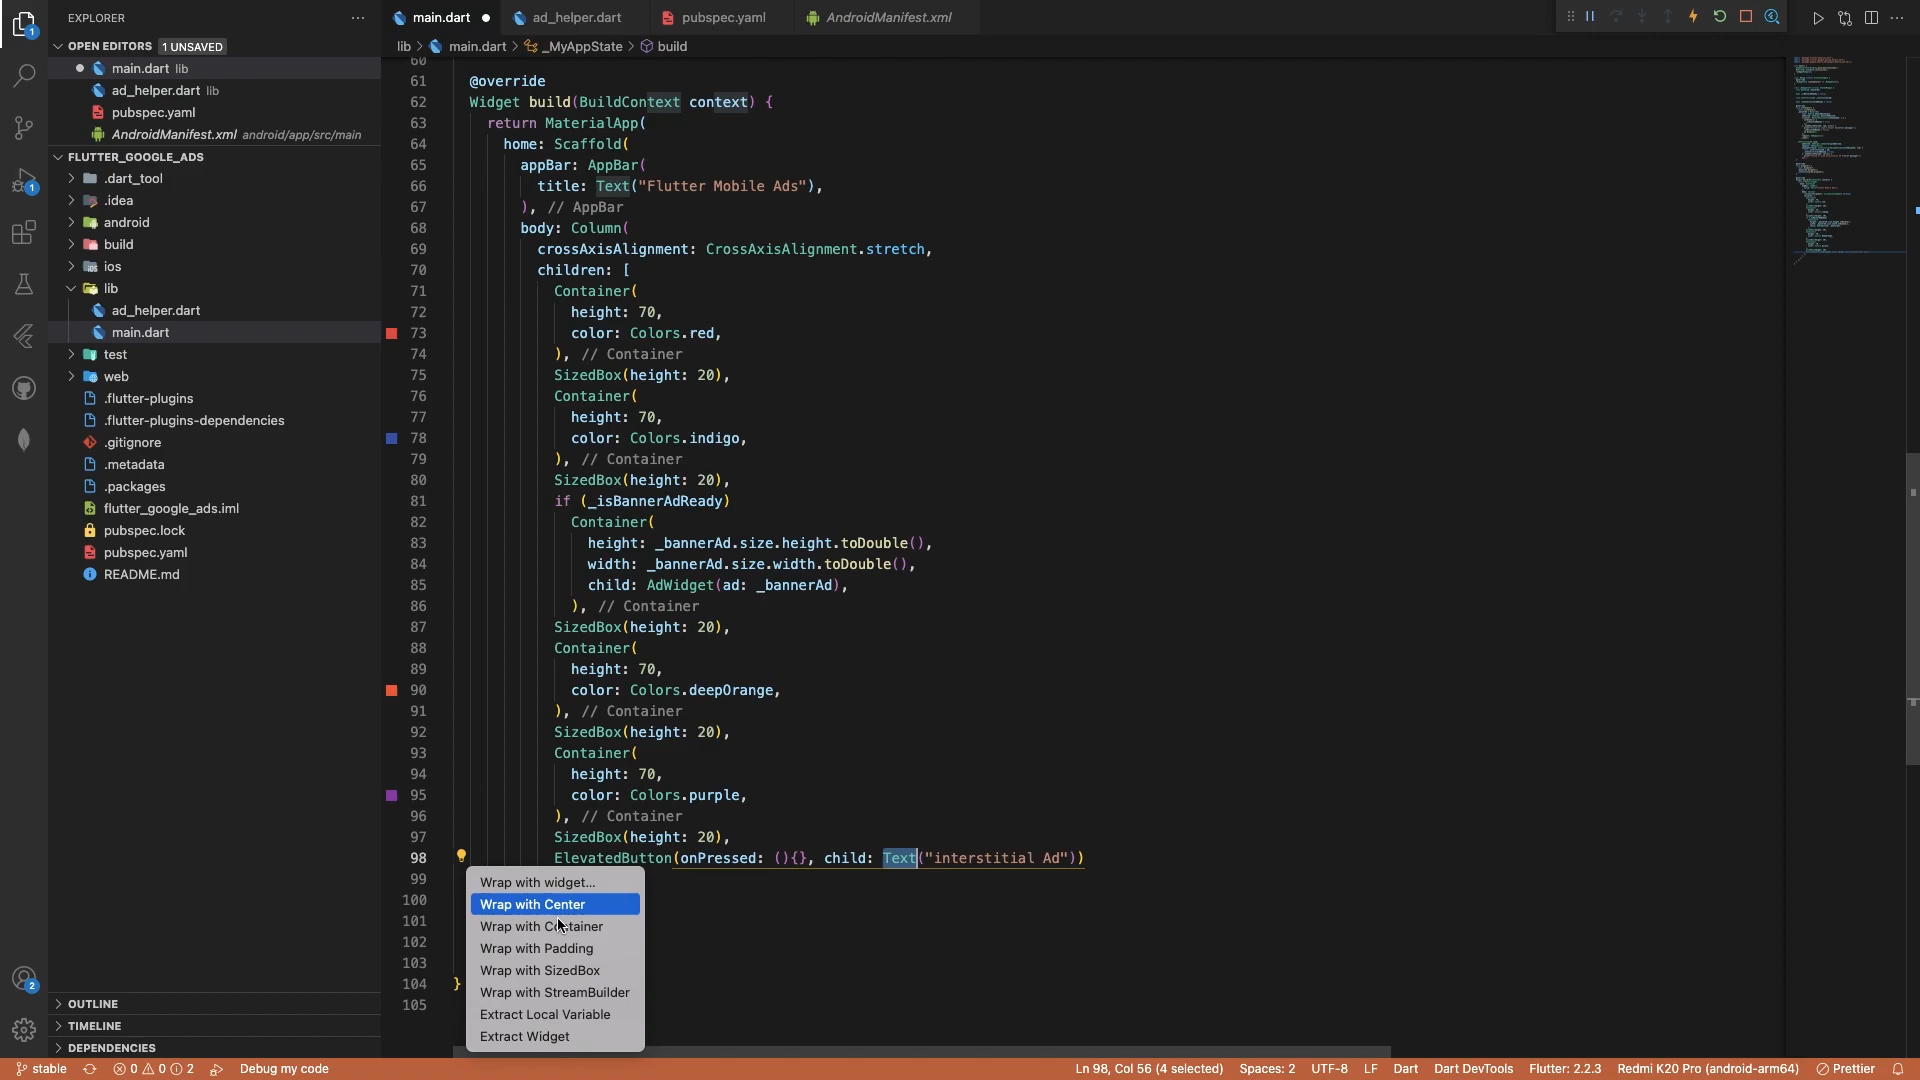 EXPLORER
main.dart
ad_helper.dart
pubspec.yaml
AndroidManifest.xml
OPEN EDITORS 1 UNSAVED
lib main.dart _MyAppState build
main.dart lib
ad_helper.dart lib
pubspec.yaml
AndroidManifest.xml android/app/src/main
FLUTTER_GOOGLE_ADS
.dart_tool
.idea
android
build
ios
lib
ad_helper.dart
main.dart
test
web
.flutter-plugins
.flutter-plugins-dependencies
.gitignore
.metadata
.packages
flutter_google_ads.iml
pubspec.lock
pubspec.yaml
README.md
OUTLINE
TIMELINE
DEPENDENCIES
1
1
2
60
61 @override
62 Widget build(BuildContext context) {
63 return MaterialApp(
64 home: Scaffold(
65 appBar: AppBar(
66 title: Text("Flutter Mobile Ads"),
67 ), // AppBar
68 body: Column(
69 crossAxisAlignment: CrossAxisAlignment.stretch,
70 children: [
71 Container(
72 height: 70,
73 color: Colors.red,
74 ), // Container
75 SizedBox(height: 20),
76 Container(
77 height: 70,
78 color: Colors.indigo,
79 ), // Container
80 SizedBox(height: 20),
81 if (_isBannerAdReady)
82 Container(
83 height: _bannerAd.size.height.toDouble(),
84 width: _bannerAd.size.width.toDouble(),
85 child: AdWidget(ad: _bannerAd),
86 ), // Container
87 SizedBox(height: 20),
88 Container(
89 height: 70,
90 color: Colors.deepOrange,
91 ), // Container
92 SizedBox(height: 20),
93 Container(
94 height: 70,
95 color: Colors.purple,
96 ), // Container
97 SizedBox(height: 20),
98 ElevatedButton(onPressed: (){}, child: Text("interstitial Ad"))
99
100
101
102
103
104 }
105
Wrap with widget...
Wrap with Center
Wrap with Container
Wrap with Padding
Wrap with SizedBox
Wrap with StreamBuilder
Extract Local Variable
Extract Widget
stable 0 0 2 Debug my code Ln 98, Col 56 (4 selected) Spaces: 2 UTF-8 LF Dart Dart DevTools Flutter: 2.2.3 Redmi K20 Pro (android-arm64) Prettier